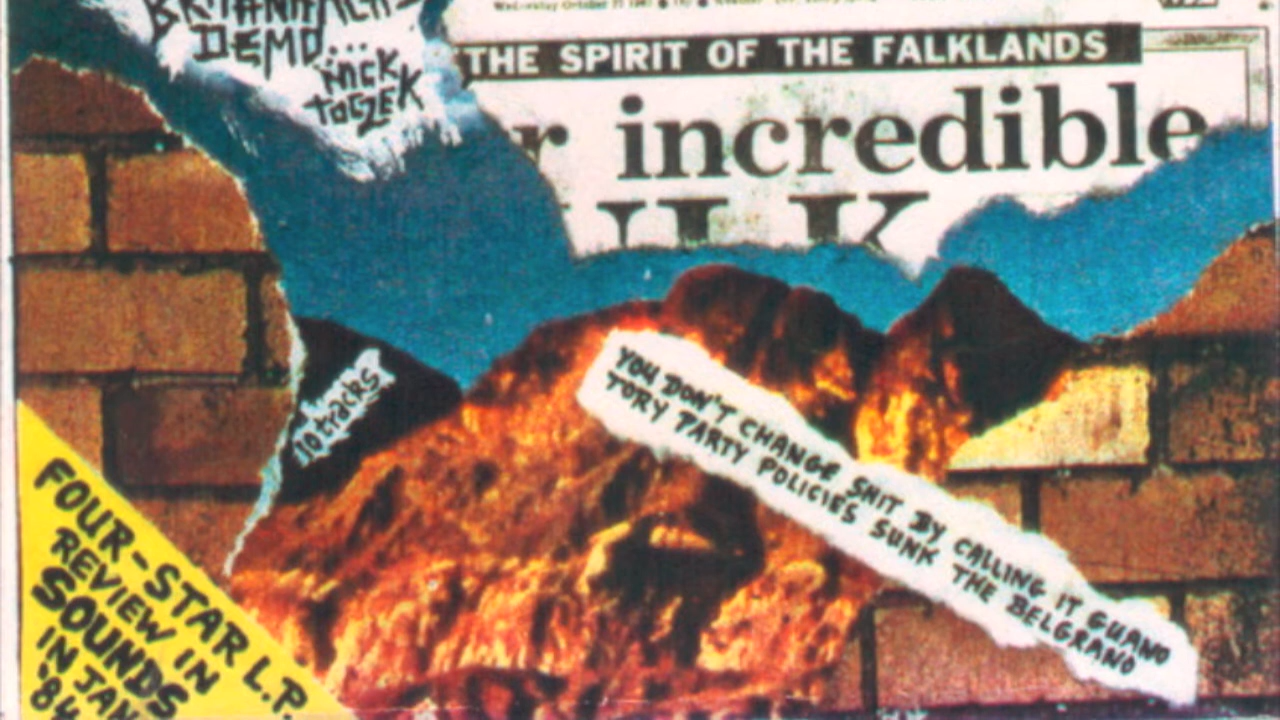 DEMO...
NICK
TOCZEK
THE SPIRIT OF THE FALKLANDS
r incredible
10 tracks
YOU DON'T CHANGE SHIT BY CALLING IT GUANO
TORY PARTY POLICIES SUNK THE BELGRANO
FOUR-STAR L.P.
REVIEW IN
SOUNDS
IN JAN
'84